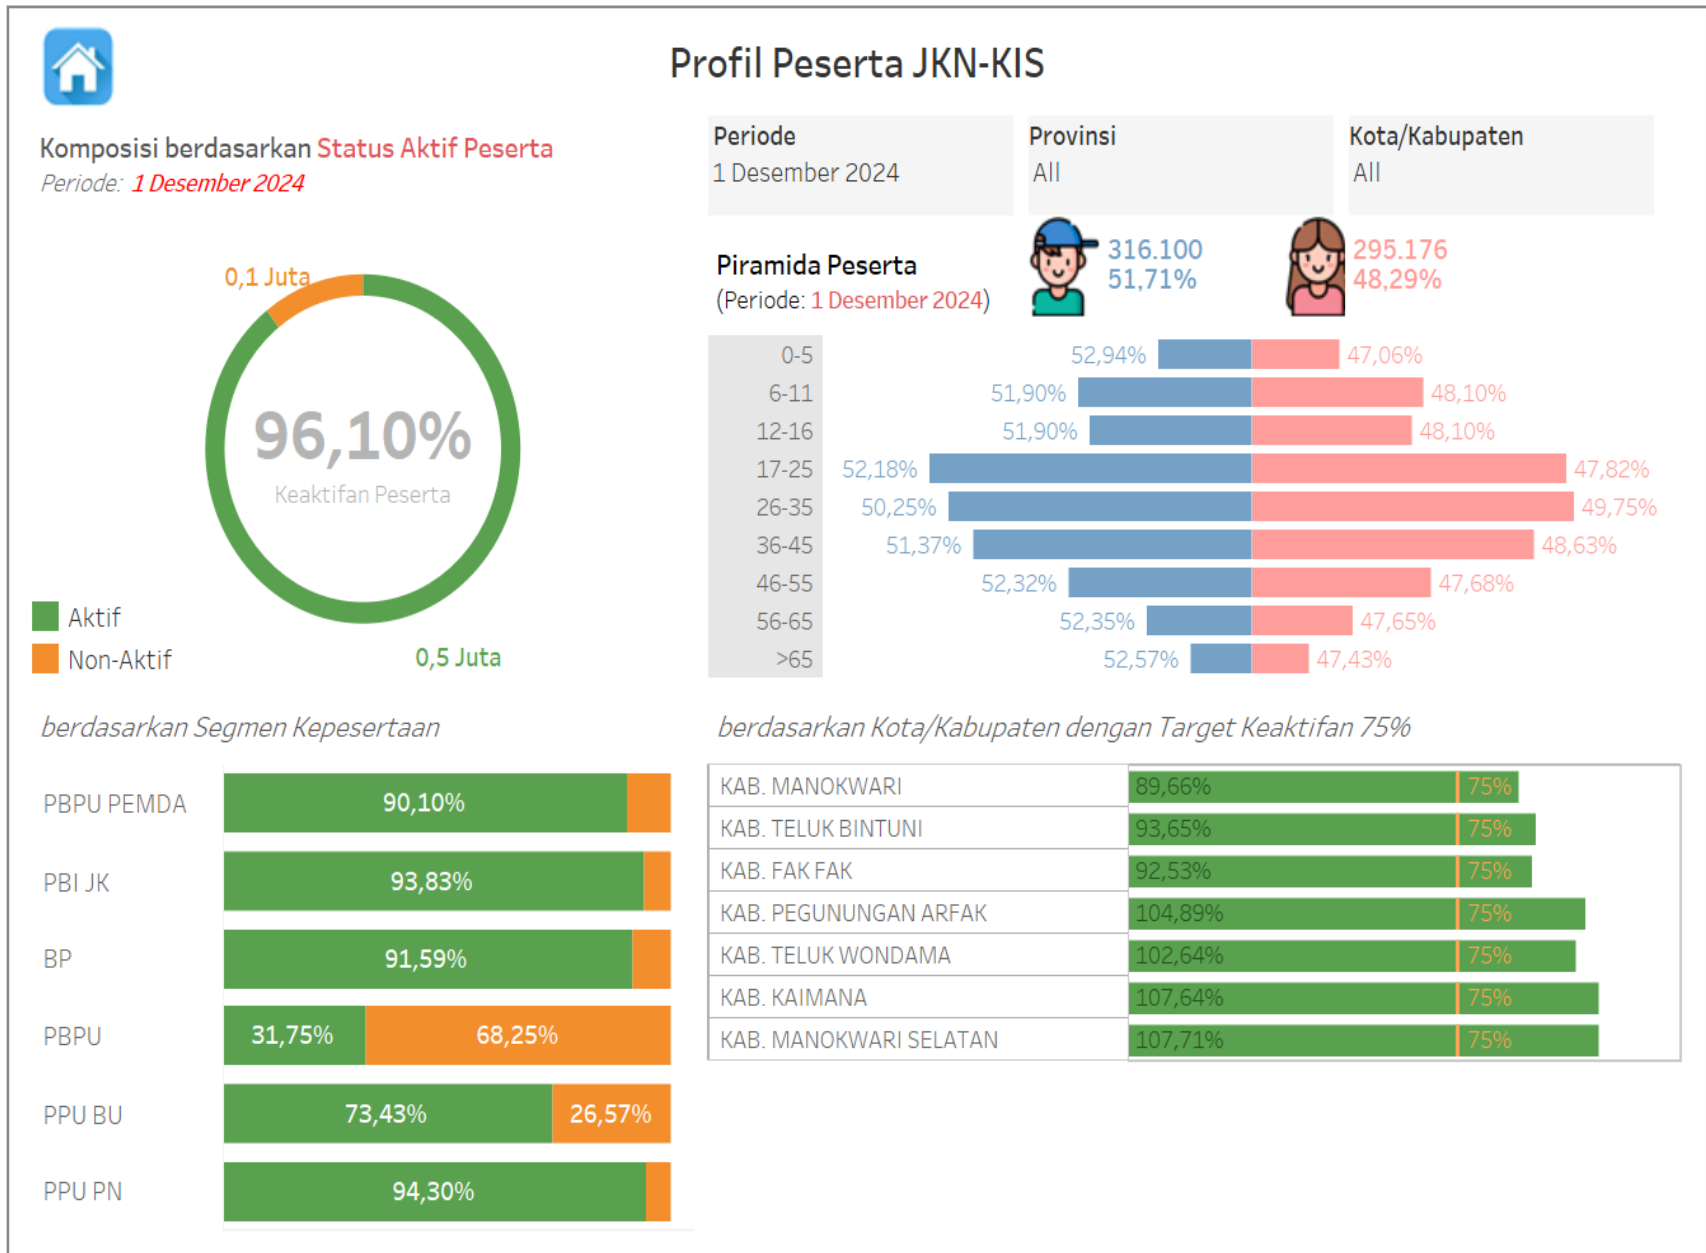 Profil Peserta JKN-KIS
Komposisi berdasarkan Status Aktif Peserta
Periode: 1 Desember 2024
0,1 Juta
96,10%
Keaktifan Peserta
Aktif
Non-Aktif
0,5 Juta
Periode
1 Desember 2024
Provinsi
All
Kota/Kabupaten
All
Piramida Peserta
(Periode: 1 Desember 2024)
316.100
51,71%
295.176
48,29%
0-5 52,94% 47,06%
6-11 51,90% 48,10%
12-16 51,90% 48,10%
17-25 52,18% 47,82%
26-35 50,25% 49,75%
36-45 51,37% 48,63%
46-55 52,32% 47,68%
56-65 52,35% 47,65%
>65 52,57% 47,43%
berdasarkan Segmen Kepesertaan
PBPU PEMDA 90,10%
PBI JK 93,83%
BP 91,59%
PBPU 31,75% 68,25%
PPU BU 73,43% 26,57%
PPU PN 94,30%
berdasarkan Kota/Kabupaten dengan Target Keaktifan 75%
KAB. MANOKWARI 89,66% 75%
KAB. TELUK BINTUNI 93,65% 75%
KAB. FAK FAK 92,53% 75%
KAB. PEGUNUNGAN ARFAK 104,89% 75%
KAB. TELUK WONDAMA 102,64% 75%
KAB. KAIMANA 107,64% 75%
KAB. MANOKWARI SELATAN 107,71% 75%